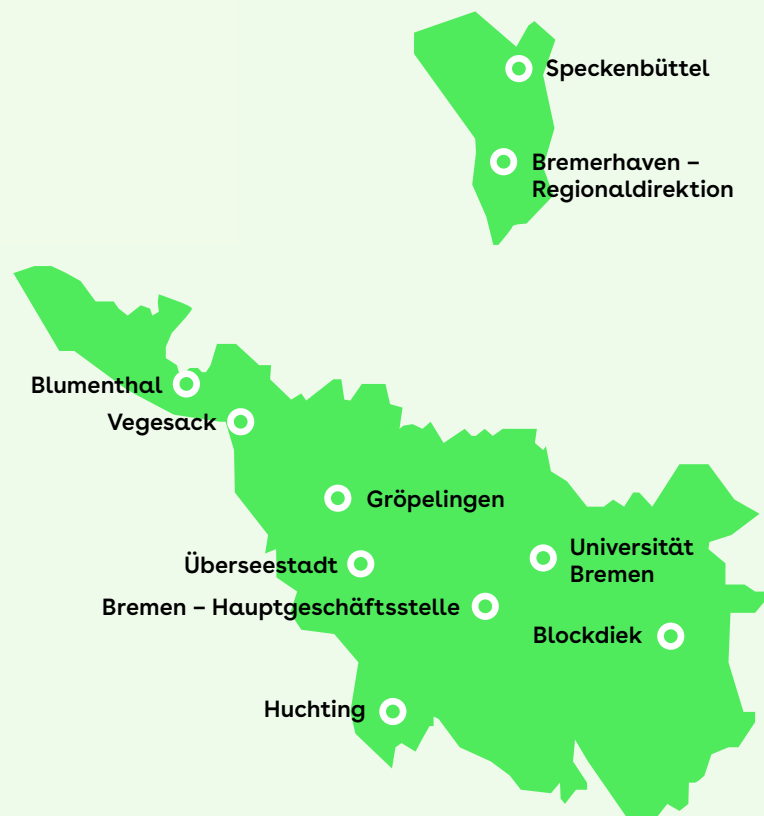 Speckenbüttel
Bremerhaven –
Regionaldirektion
Blumenthal
Vegesack
Gröpelingen
Universität
Bremen
Überseestadt
Bremen – Hauptgeschäftsstelle
Blockdiek
Huchting